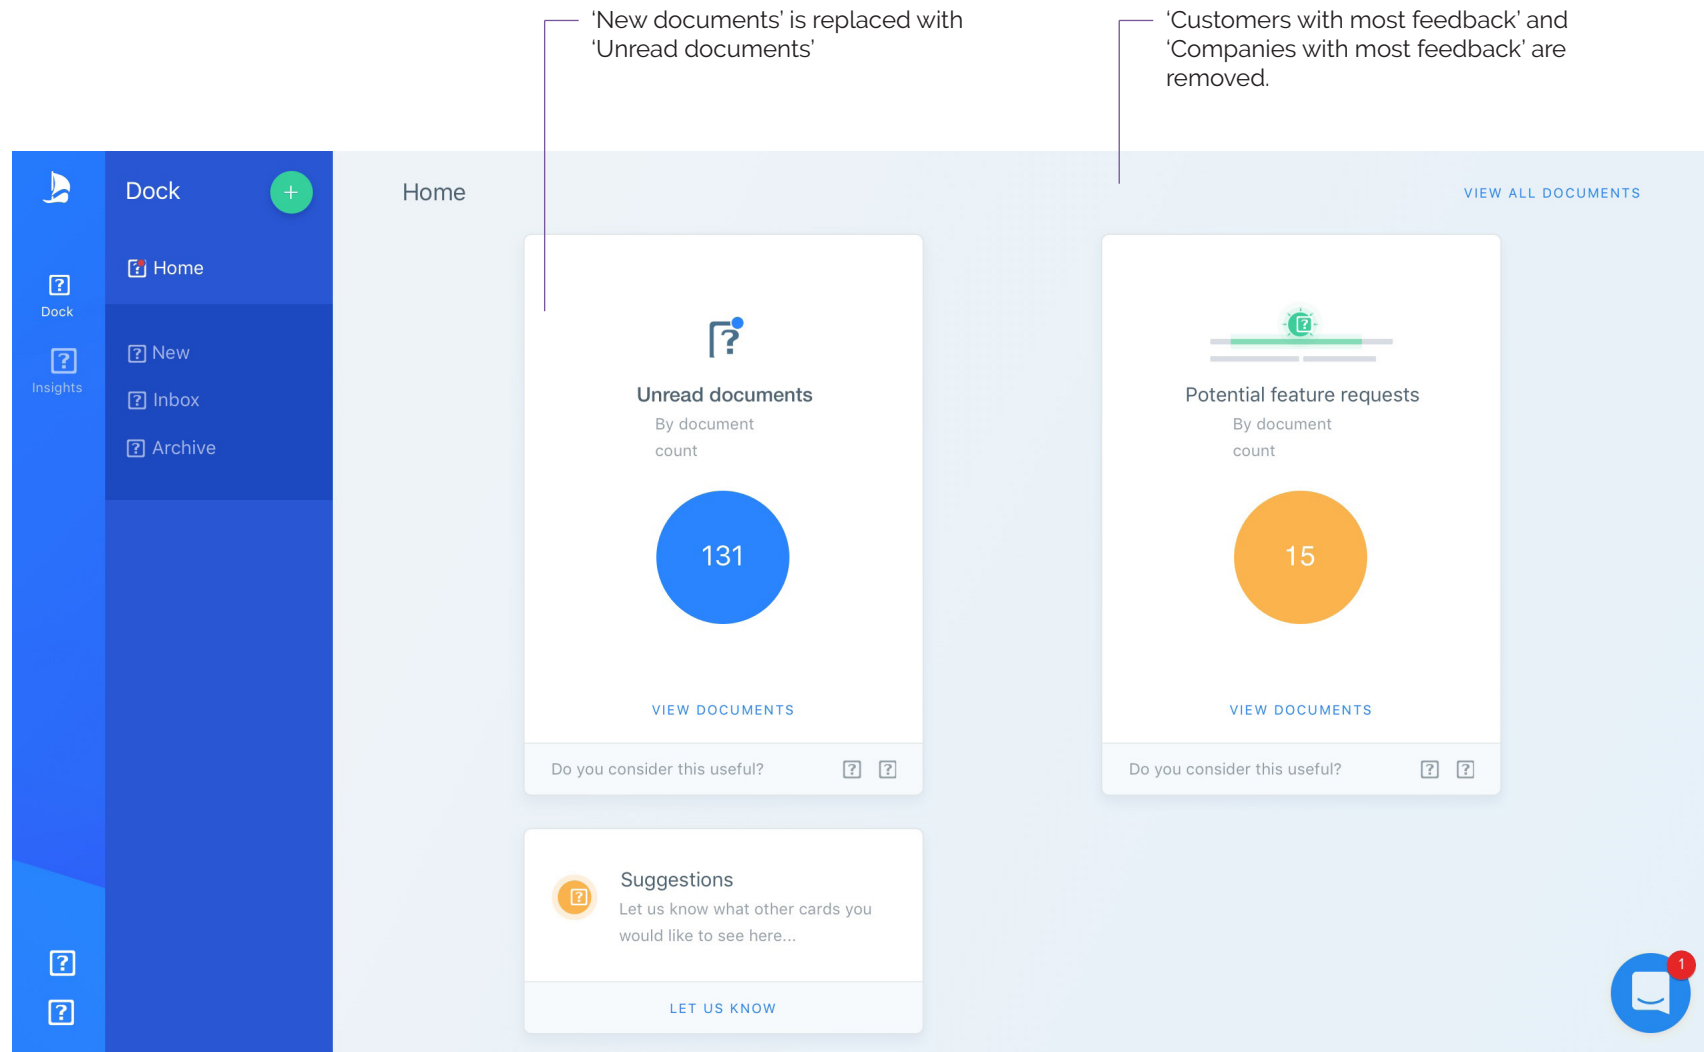 ‘New documents’ is replaced with
‘Unread documents’
‘Customers with most feedback’ and
‘Companies with most feedback’ are
removed.
Dock
+
Home
VIEW ALL DOCUMENTS
Home
Dock
New
Insights
Inbox
Archive
Unread documents
By document
count
131
VIEW DOCUMENTS
Do you consider this useful?
Potential feature requests
By document
count
15
VIEW DOCUMENTS
Do you consider this useful?
Suggestions
Let us know what other cards you
would like to see here...
LET US KNOW
1